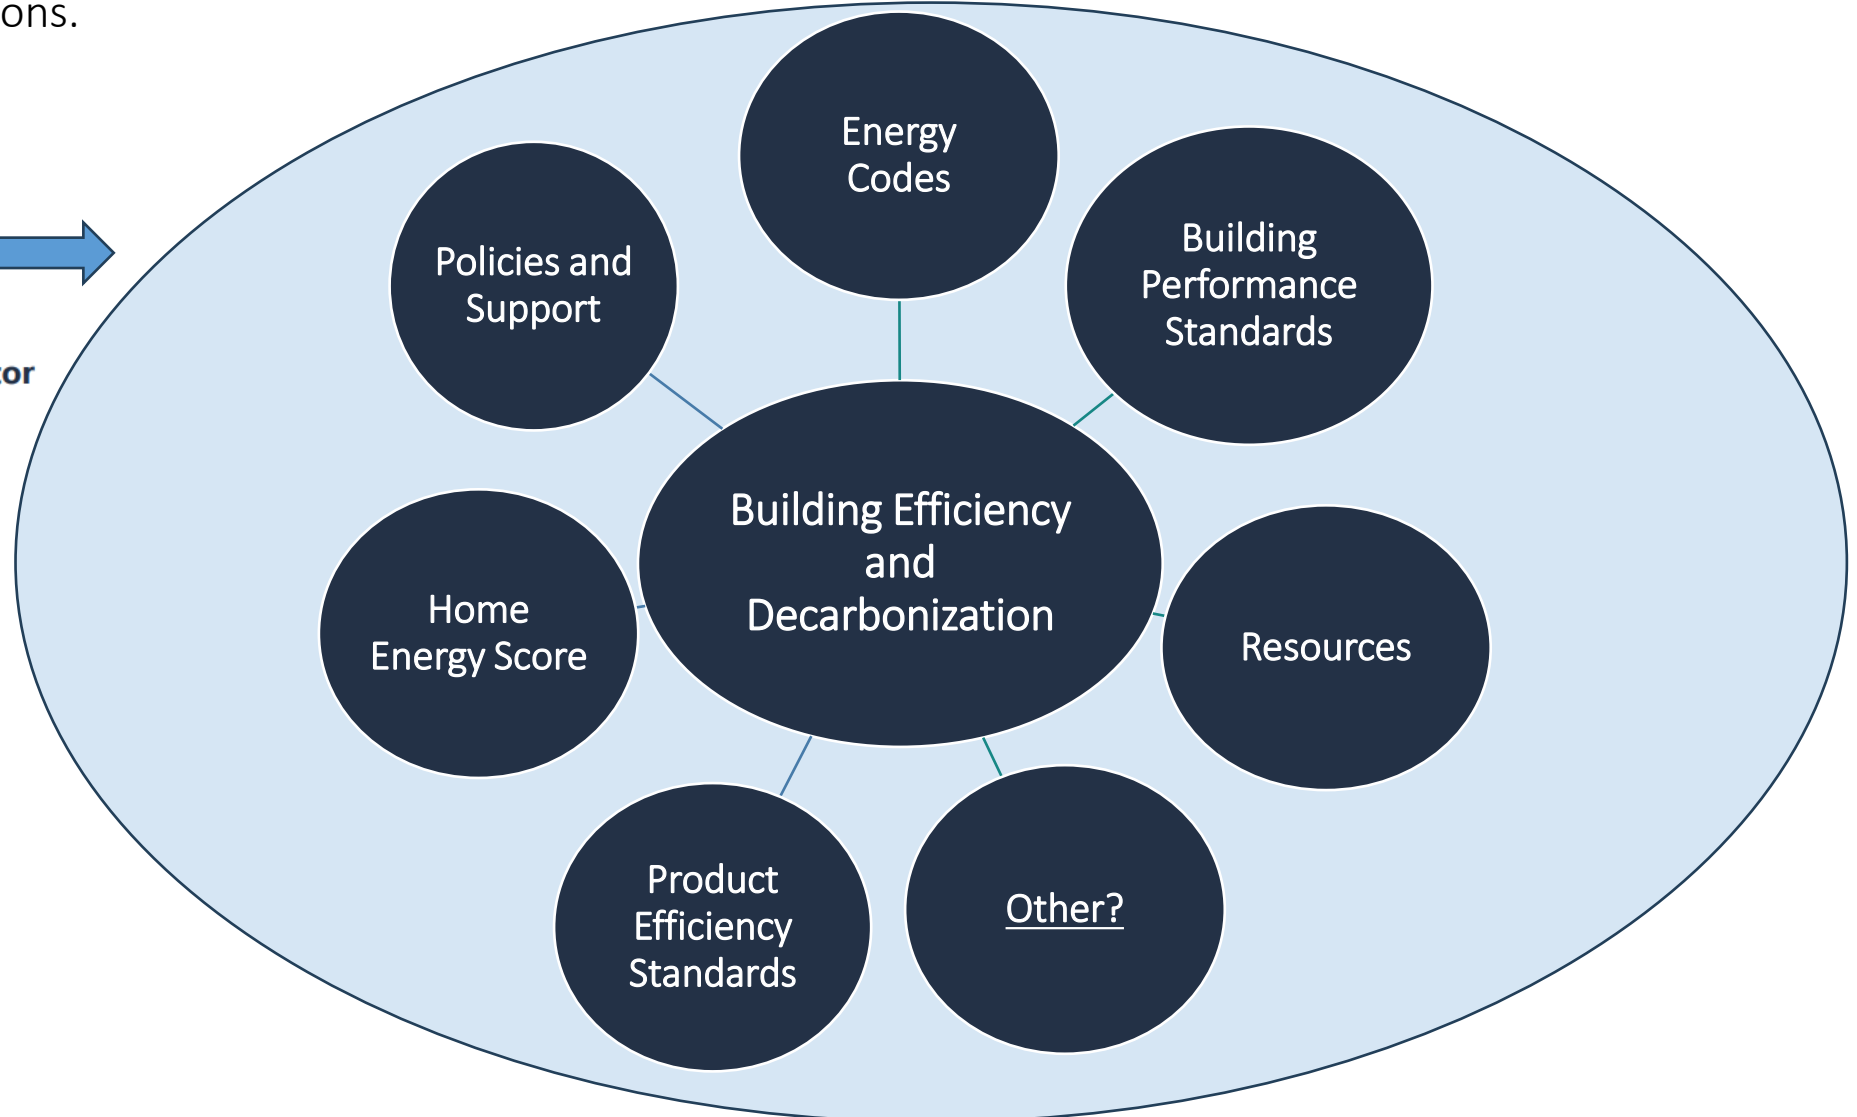 ons.
tor
Energy
Codes
Building
Performance
Standards
Policies and
Support
Building Efficiency
and
Decarbonization
Home
Energy Score
Resources
Product
Efficiency
Standards
Other?